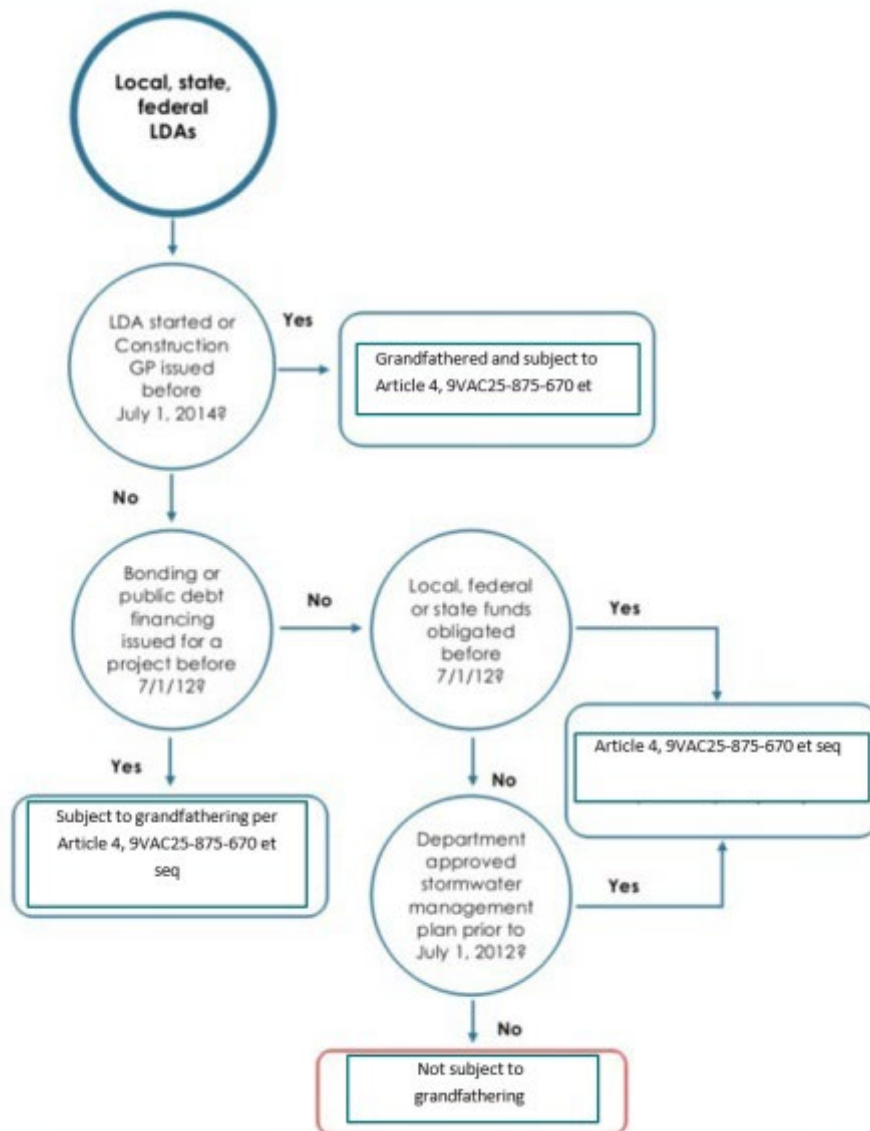 Local, state,
federal
LDAs
LDA started or
Construction
GP issued
before
July 1, 2014?
Yes
Grandfathered and subject to
Article 4, 9VAC25-875-670 et
No
Bonding or
public debt
financing
issued for a
project before
7/1/12?
No
Local, federal
or state funds
obligated
before
7/1/12?
Yes
Article 4, 9VAC25-875-670 et seq
Yes
Subject to grandfathering per
Article 4, 9VAC25-875-670 et
seq
No
Department
approved
stormwater
management
plan prior to
July 1, 2012?
Yes
No
Not subject to
grandfathering